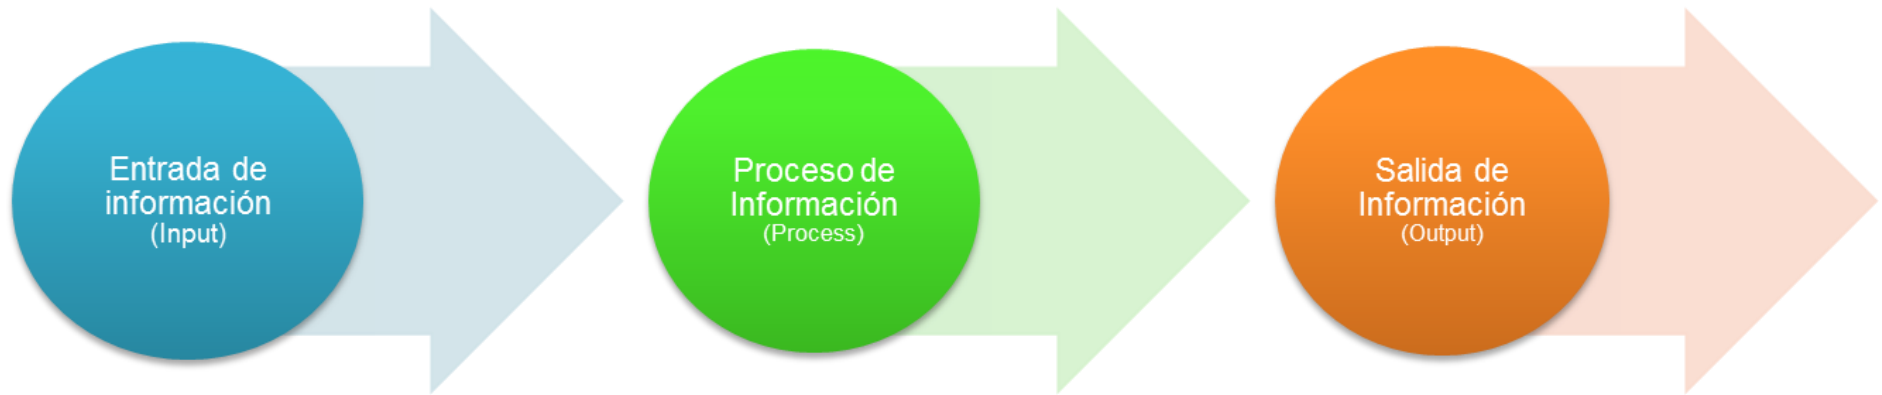 Entrada de
información
(Input)
Proceso de
Información
(Process)
Salida de
Información
(Output)